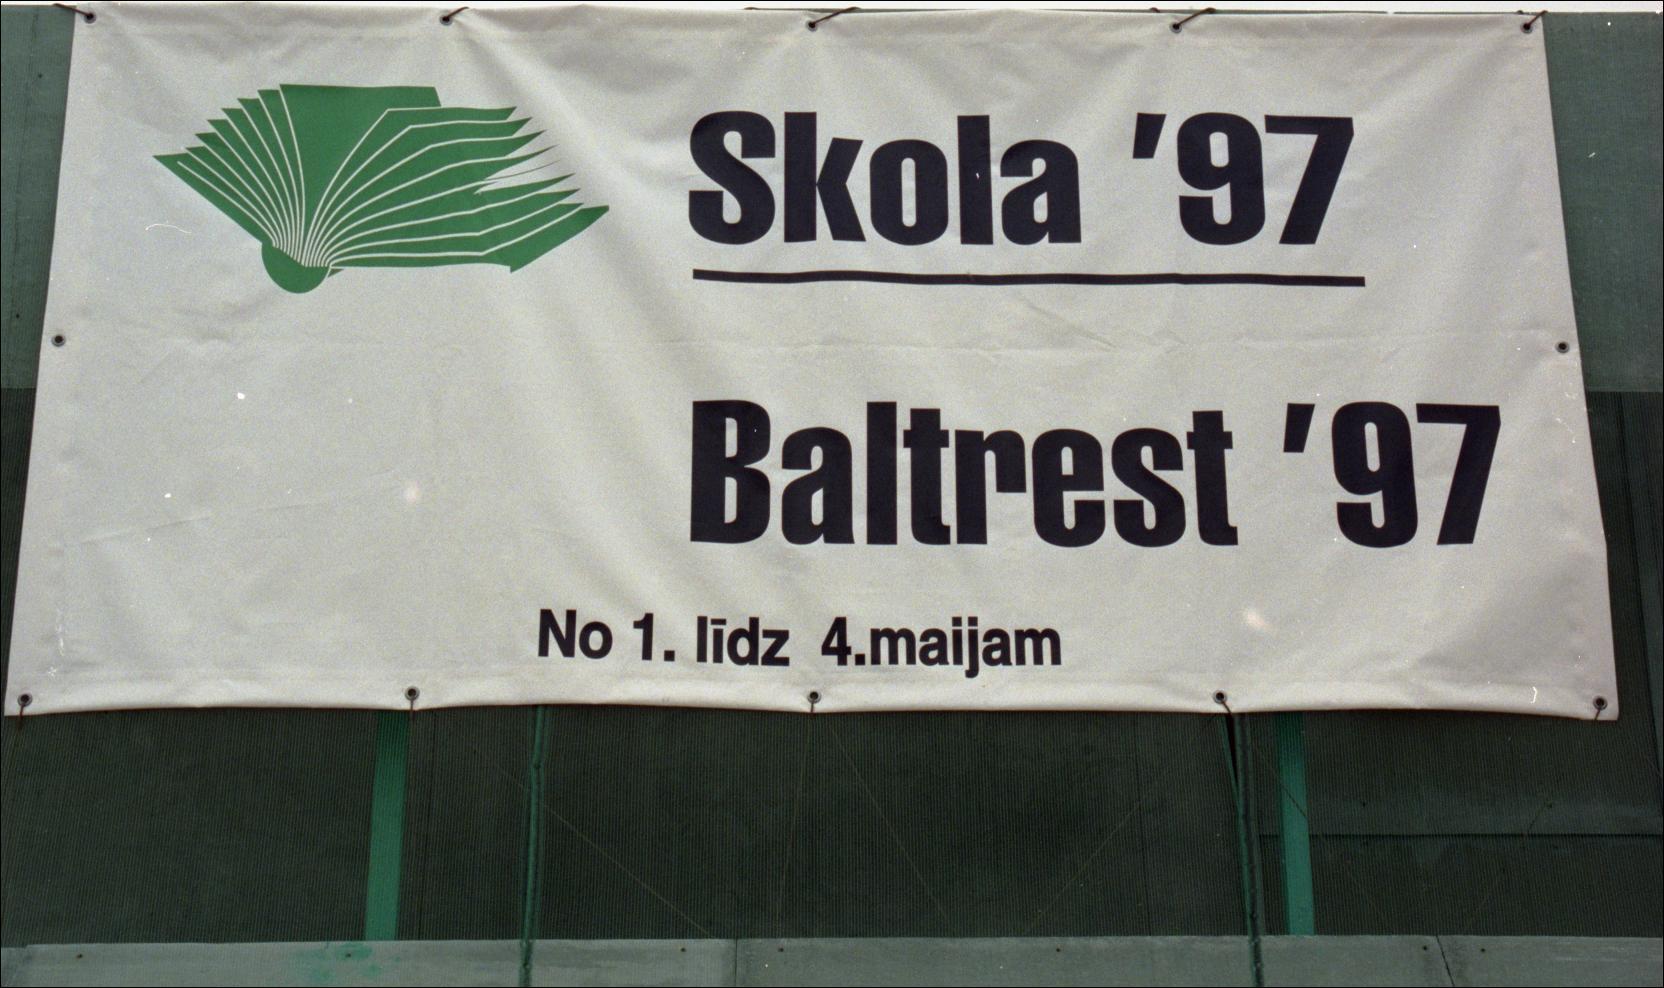 Skola '97
Baltrest '97
No 1. līdz 4.maijam